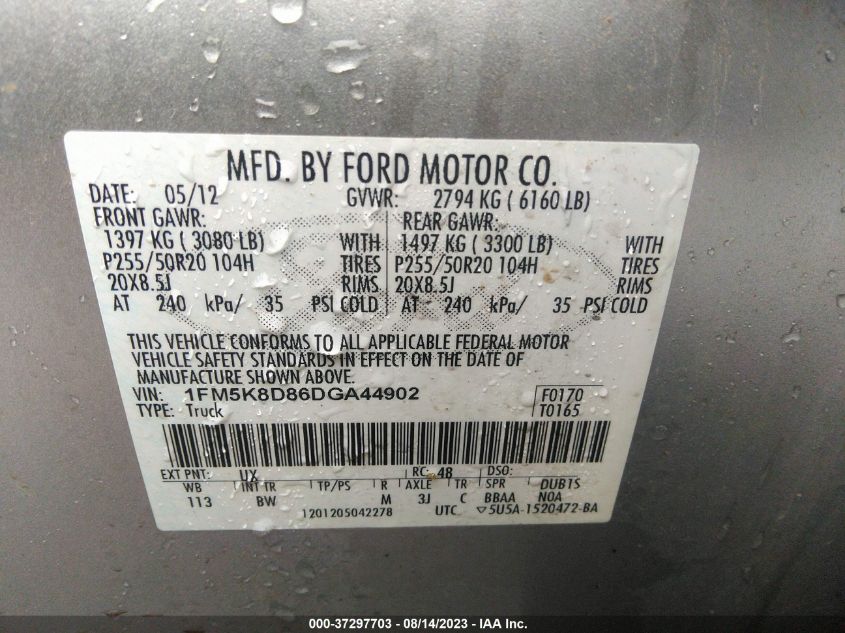 MFD. BY FORD MOTOR CO.
DATE: 05/12 GVWR: 2794 KG ( 6160 LB)
FRONT GAWR: REAR GAWR:
1397 KG ( 3080 LB) WITH 1497 KG ( 3300 LB) WITH
P255/50R20 104H TIRES P255/50R20 104H TIRES
20X8.5J RIMS 20X8.5J RIMS
AT 240 kPa/ 35 PSI COLD AT 240 kPa/ 35 PSI COLD
THIS VEHICLE CONFORMS TO ALL APPLICABLE FEDERAL MOTOR
VEHICLE SAFETY STANDARDS IN EFFECT ON THE DATE OF
MANUFACTURE SHOWN ABOVE.
VIN: 1FM5K8D86DGA44902 F0170
TYPE: Truck T0165
EXT PNT: UX RC: 48 DSO:
WB INT TR TP/PS R AXLE TR SPR DUB1S
113 BW M 3J C BBAA N0A
1201205042278 UTC ▽5U5A-1520472-BA
000-37297703 - 08/14/2023 - IAA Inc.